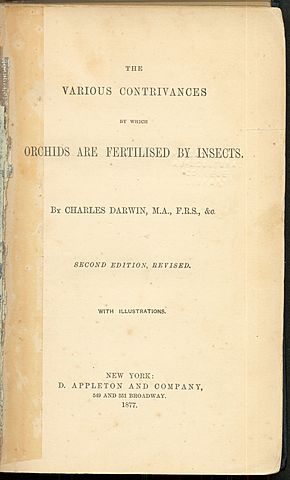 THE
VARIOUS CONTRIVANCES
BY WHICH
ORCHIDS ARE FERTILISED BY INSECTS.
BY CHARLES DARWIN, M.A., F.R.S., &c.
SECOND EDITION, REVISED.
WITH ILLUSTRATIONS.
NEW YORK:
D. APPLETON AND COMPANY,
549 AND 551 BROADWAY.
1877.